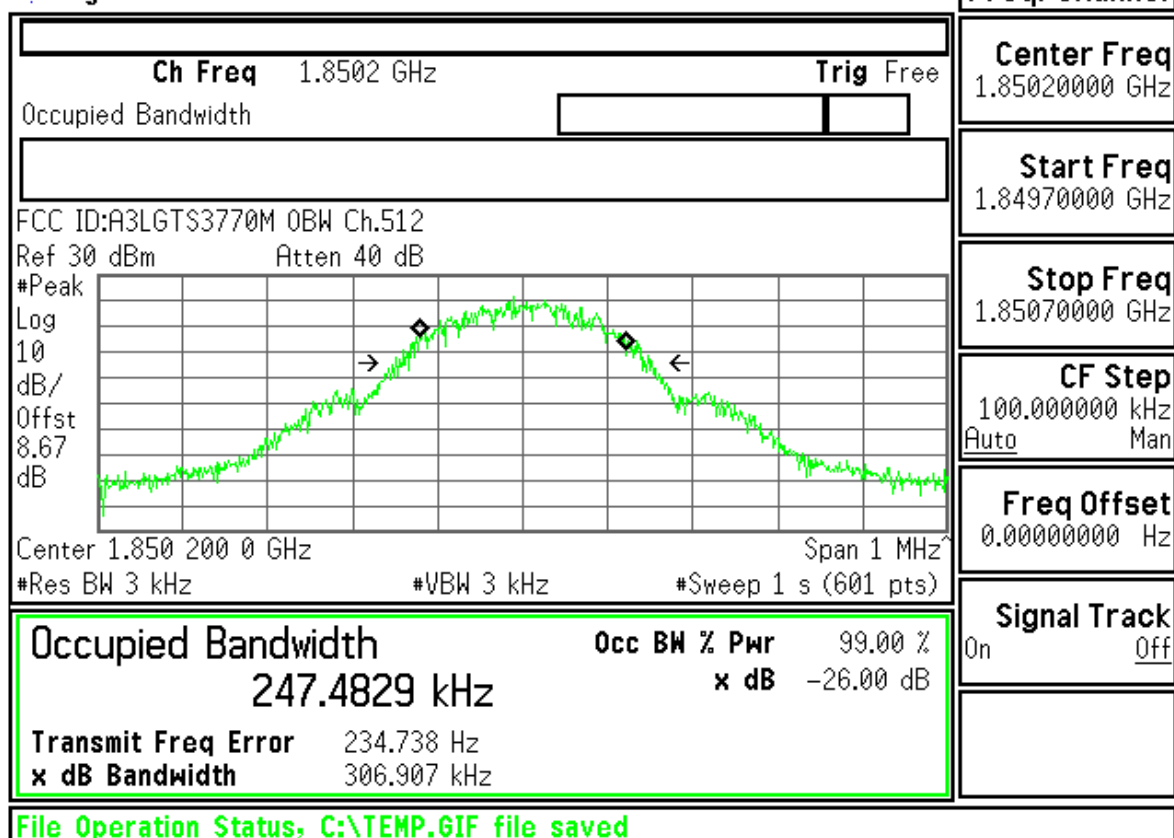 Ch Freq 1.8502 GHz Trig Free
Occupied Bandwidth
FCC ID:A3LGTS3770M OBW Ch.512
Ref 30 dBm Atten 40 dB
#Peak
Log
10
dB/
Offst
8.67
dB
Center 1.850 200 0 GHz Span 1 MHz^
#Res BW 3 kHz #VBW 3 kHz #Sweep 1 s (601 pts)
Occupied Bandwidth
247.4829 kHz
Occ BW % Pwr 99.00 %
x dB -26.00 dB
Transmit Freq Error 234.738 Hz
x dB Bandwidth 306.907 kHz
File Operation Status, C:\TEMP.GIF file saved
Center Freq
1.85020000 GHz
Start Freq
1.84970000 GHz
Stop Freq
1.85070000 GHz
CF Step
100.000000 kHz
Auto Man
Freq Offset
0.00000000 Hz
Signal Track
On Off